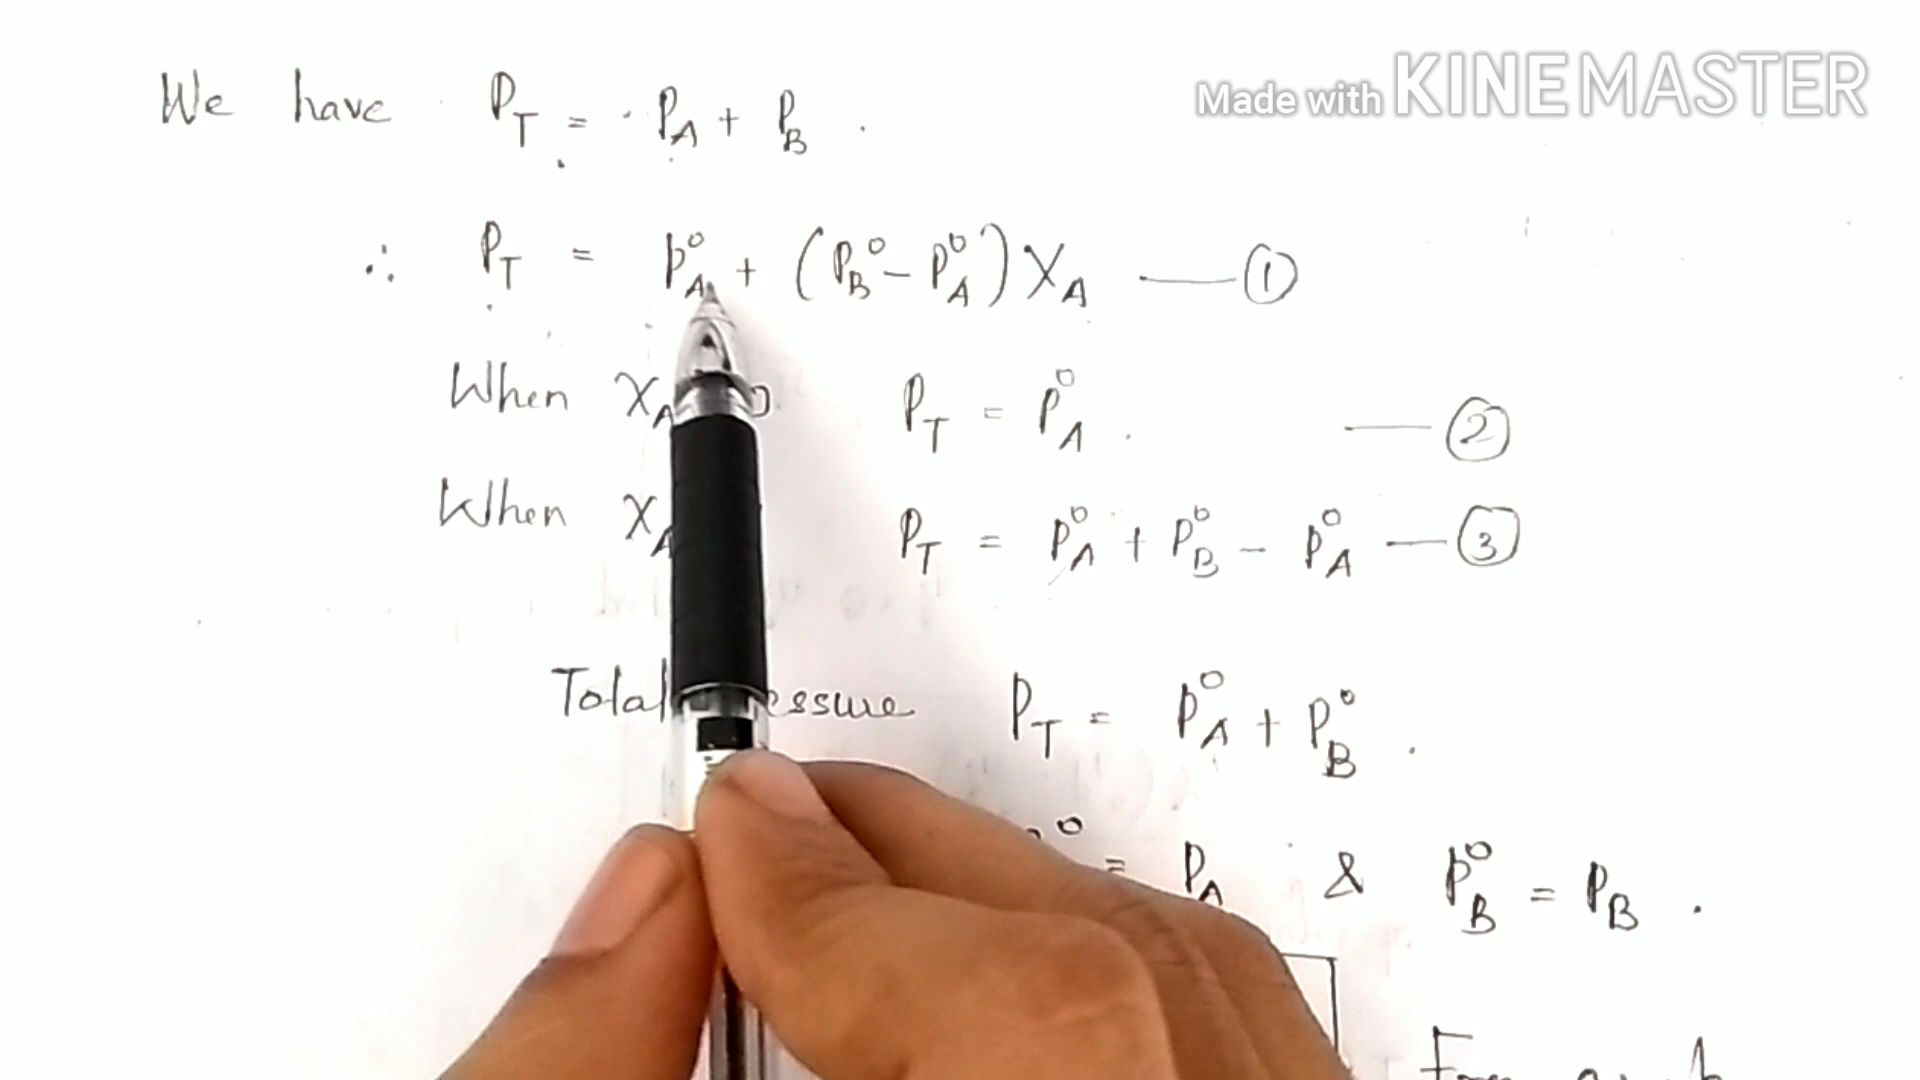 Made with KINEMASTER
We have P_T = P_A + P_B .
∴ P_T = P°_A + (P°_B - P°_A) X_A — ①
When X_A 0 P_T = P°_A . — ②
When X_A P_T = P°_A + P°_B - P°_A — ③
Total P_T = P°_A + P°_B .
° = P_A & P°_B = P_B .